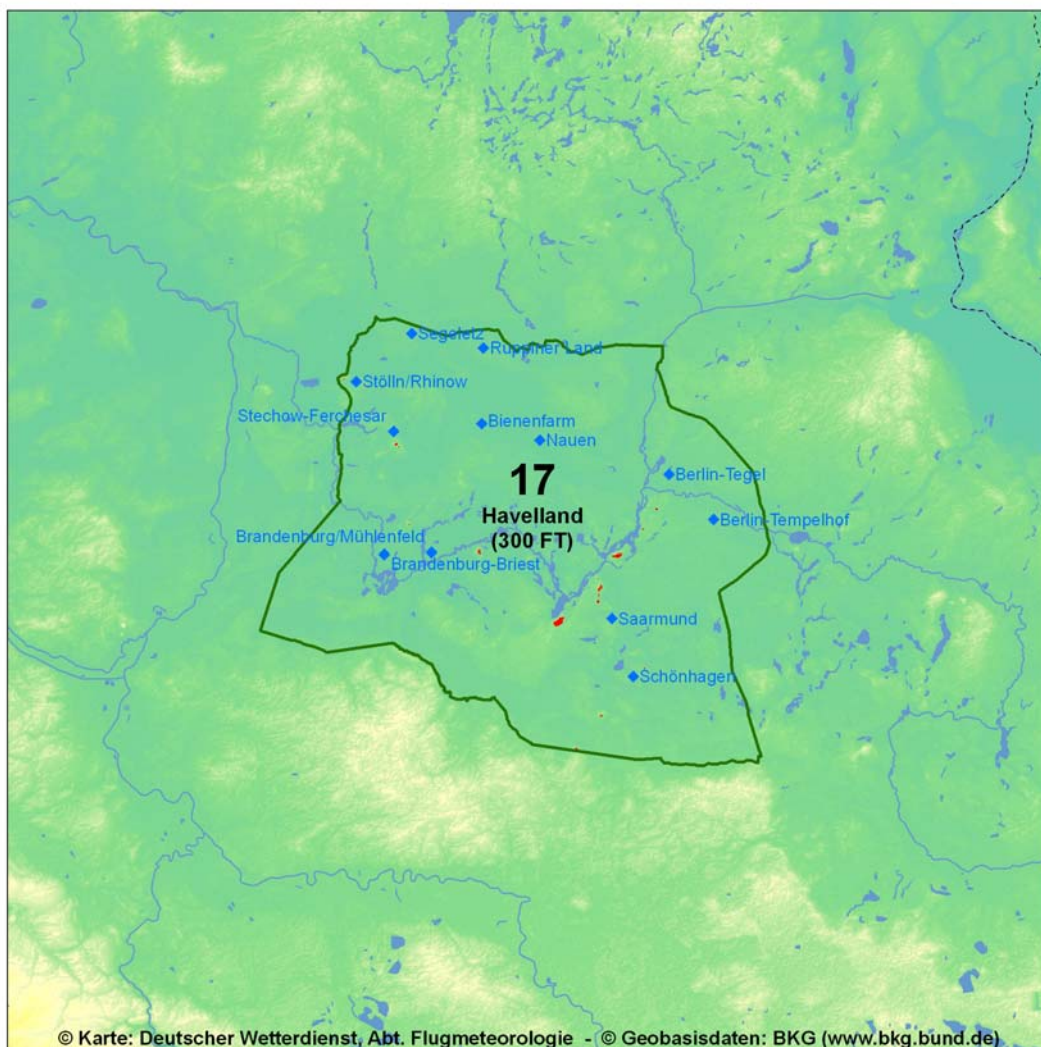 Segeletz
Ruppiner Land
Stölln/Rhinow
Stechow-Ferchesar
Bienenfarm
Nauen
17
Berlin-Tegel
Havelland
Berlin-Tempelhof
(300 FT)
Brandenburg/Mühlenfeld
Brandenburg-Briest
Saarmund
Schönhagen
© Karte: Deutscher Wetterdienst, Abt. Flugmeteorologie - © Geobasisdaten: BKG (www.bkg.bund.de)